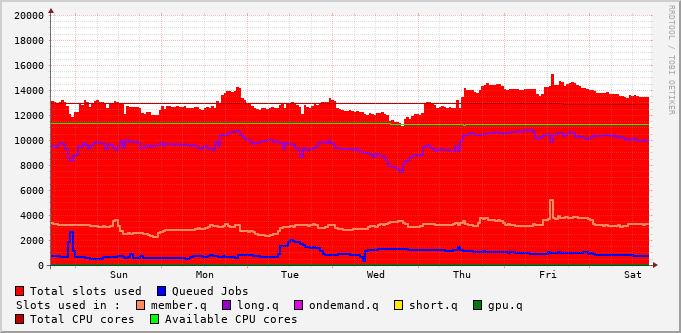 20000
18000
16000
14000
12000
10000
8000
6000
4000
2000
0
Sun Mon Tue Wed Thu Fri Sat
RRDTOOL / TOBI OETIKER
Total slots used Queued Jobs
Slots used in : member.q long.q ondemand.q short.q gpu.q
Total CPU cores Available CPU cores